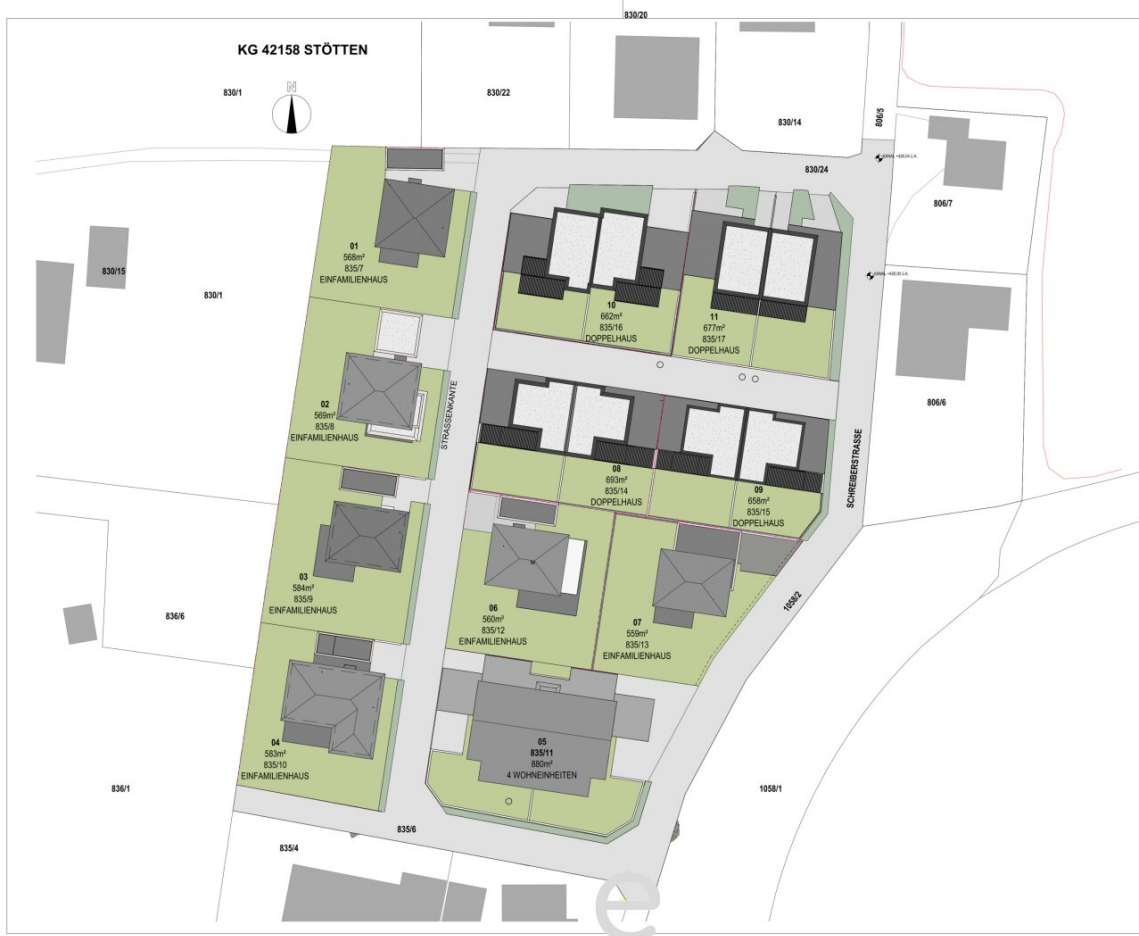 830/20
KG 42158 STÖTTEN
830/1
N
830/22
830/14
806/5
830/24
806/7
01
568m²
835/7
EINFAMILIENHAUS
830/15
830/1
10
662m²
835/16
DOPPELHAUS
11
677m²
835/17
DOPPELHAUS
02
569m²
835/8
EINFAMILIENHAUS
STRASSENKANTE
806/6
08
693m²
835/14
DOPPELHAUS
09
658m²
835/15
DOPPELHAUS
SCHREIBERSTRASSE
03
584m²
835/9
EINFAMILIENHAUS
836/6
06
560m²
835/12
EINFAMILIENHAUS
07
559m²
835/13
EINFAMILIENHAUS
1058/2
04
583m²
835/10
EINFAMILIENHAUS
05
835/11
880m²
4 WOHNEINHEITEN
836/1
1058/1
835/6
835/4
e